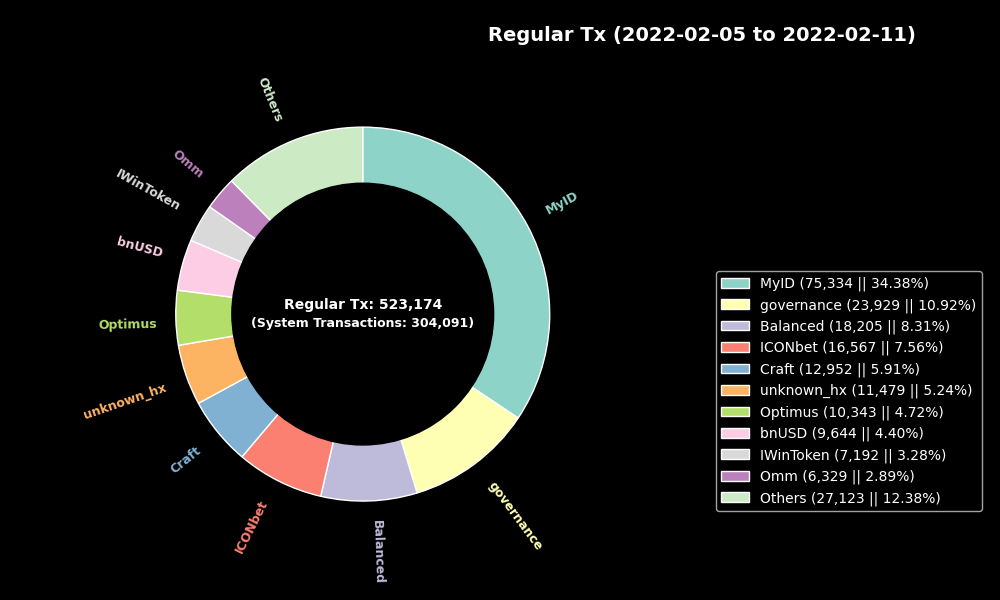 Regular Tx (2022-02-05 to 2022-02-11)
Others
Omm
IWinToken
MyID
bnUSD
Regular Tx: 523,174
(System Transactions: 304,091)
Optimus
unknown_hx
Craft
ICONbet
Balanced
governance
MyID (75,334 || 34.38%)
governance (23,929 || 10.92%)
Balanced (18,205 || 8.31%)
ICONbet (16,567 || 7.56%)
Craft (12,952 || 5.91%)
unknown_hx (11,479 || 5.24%)
Optimus (10,343 || 4.72%)
bnUSD (9,644 || 4.40%)
IWinToken (7,192 || 3.28%)
Omm (6,329 || 2.89%)
Others (27,123 || 12.38%)